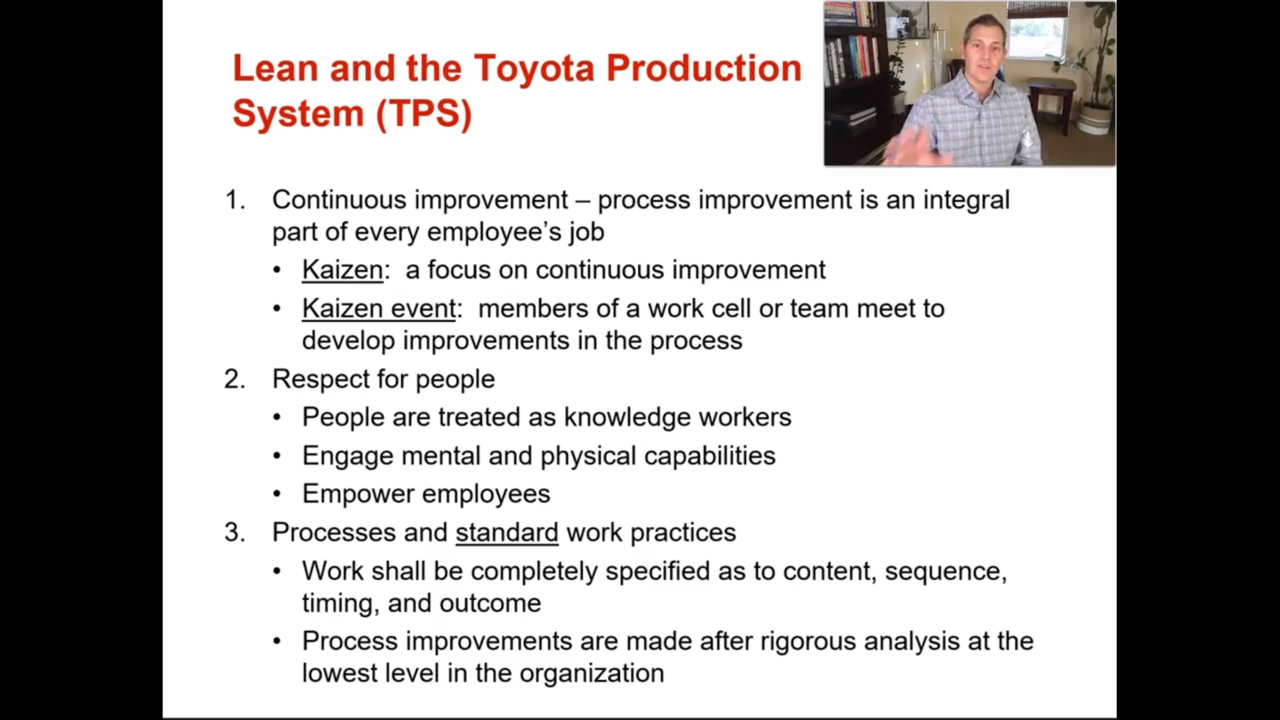 Lean and the Toyota Production
System (TPS)
1. Continuous improvement – process improvement is an integral
part of every employee's job
• Kaizen: a focus on continuous improvement
• Kaizen event: members of a work cell or team meet to
develop improvements in the process
2. Respect for people
• People are treated as knowledge workers
• Engage mental and physical capabilities
• Empower employees
3. Processes and standard work practices
• Work shall be completely specified as to content, sequence,
timing, and outcome
• Process improvements are made after rigorous analysis at the
lowest level in the organization